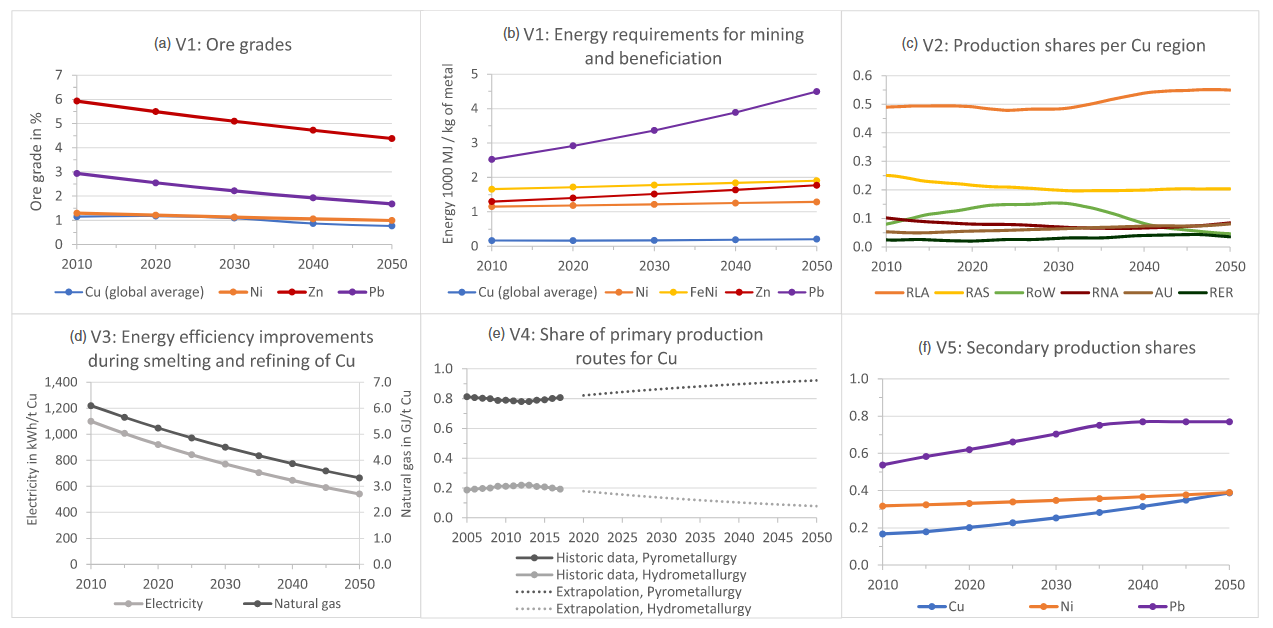 (a) V1: Ore grades
Ore grade in %
7
6
5
4
3
2
1
0
2010 2020 2030 2040 2050
Cu (global average) Ni Zn Pb
(b) V1: Energy requirements for mining
and beneficiation
Energy 1000 MJ / kg of metal
5
4
3
2
1
0
2010 2020 2030 2040 2050
Cu (global average) Ni FeNi Zn Pb
(c) V2: Production shares per Cu region
0.6
0.5
0.4
0.3
0.2
0.1
0.0
2010 2020 2030 2040 2050
RLA RAS RoW RNA AU RER
(d) V3: Energy efficiency improvements
during smelting and refining of Cu
Electricity in kWh/t Cu
1,400
1,200
1,000
800
600
400
200
0
7.0
6.0
5.0
4.0
3.0
2.0
1.0
0.0
Natural gas in GJ/t Cu
2010 2020 2030 2040 2050
Electricity Natural gas
(e) V4: Share of primary production
routes for Cu
1.0
0.8
0.6
0.4
0.2
0.0
2005 2010 2015 2020 2025 2030 2035 2040 2045 2050
Historic data, Pyrometallurgy
Historic data, Hydrometallurgy
Extrapolation, Pyrometallurgy
Extrapolation, Hydrometallurgy
(f) V5: Secondary production shares
1.0
0.8
0.6
0.4
0.2
0.0
2010 2020 2030 2040 2050
Cu Ni Pb